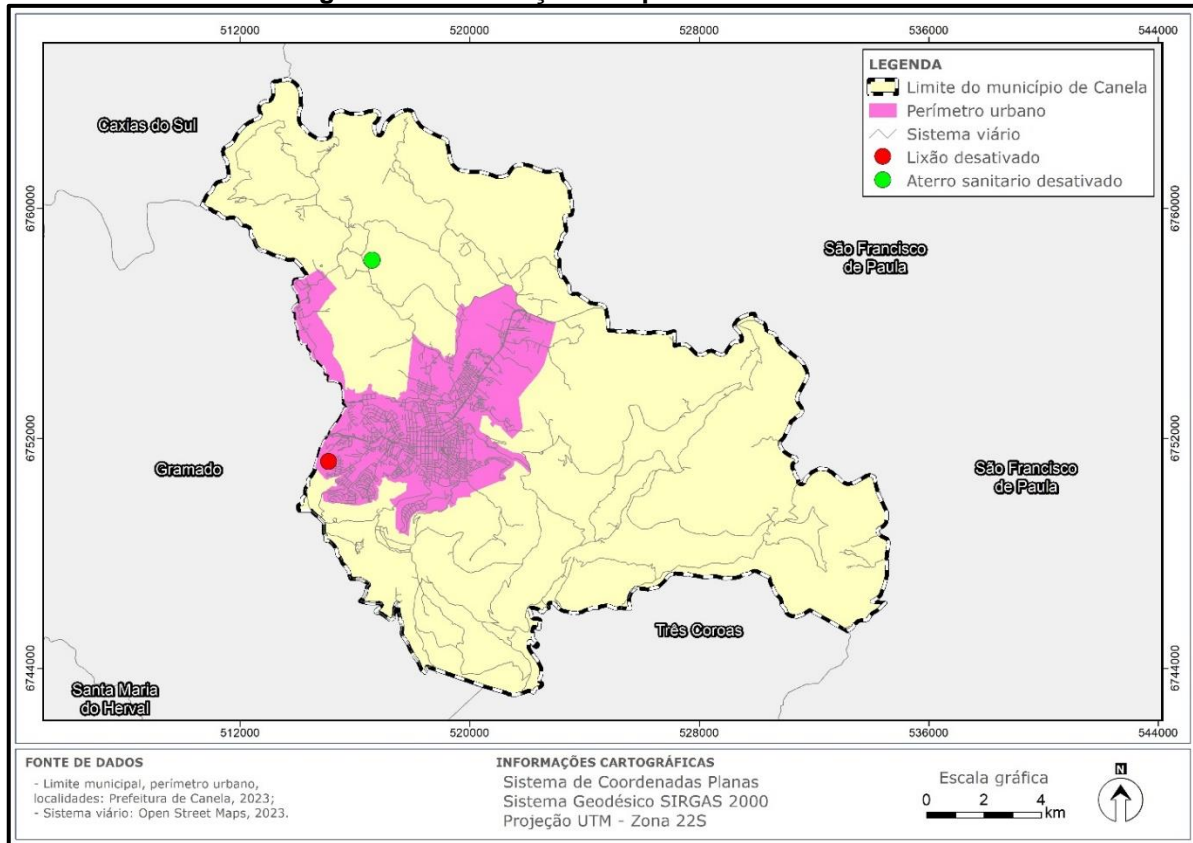 512000
520000
528000
536000
544000
LEGENDA
Limite do município de Canela
Perímetro urbano
Sistema viário
Lixão desativado
Aterro sanitario desativado
Caxias do Sul
6760000
6760000
São Francisco
de Paula
6752000
6752000
Gramado
São Francisco
de Paula
Três Coroas
6744000
6744000
Santa Maria
do Herval
512000
520000
528000
536000
544000
FONTE DE DADOS
- Limite municipal, perímetro urbano,
localidades: Prefeitura de Canela, 2023;
- Sistema viário: Open Street Maps, 2023.
INFORMAÇÕES CARTOGRÁFICAS
Sistema de Coordenadas Planas
Sistema Geodésico SIRGAS 2000
Projeção UTM - Zona 22S
Escala gráfica
0 2 4
km
N